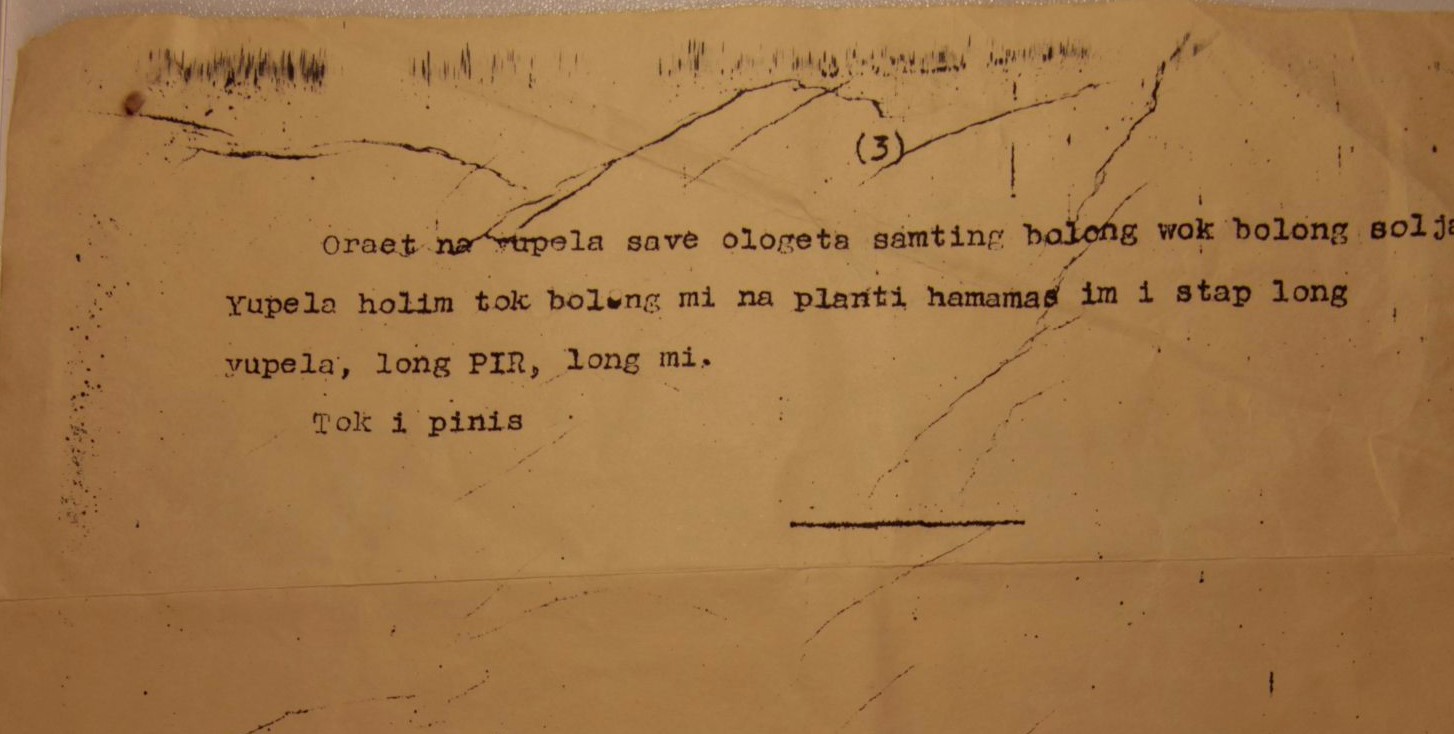 (3)
Oraet na yupela save ologeta samting bolong wok bolong solja
Yupela holim tok bolong mi na planti hamamas im i stap long
yupela, long PIR, long mi.
Tok i pinis